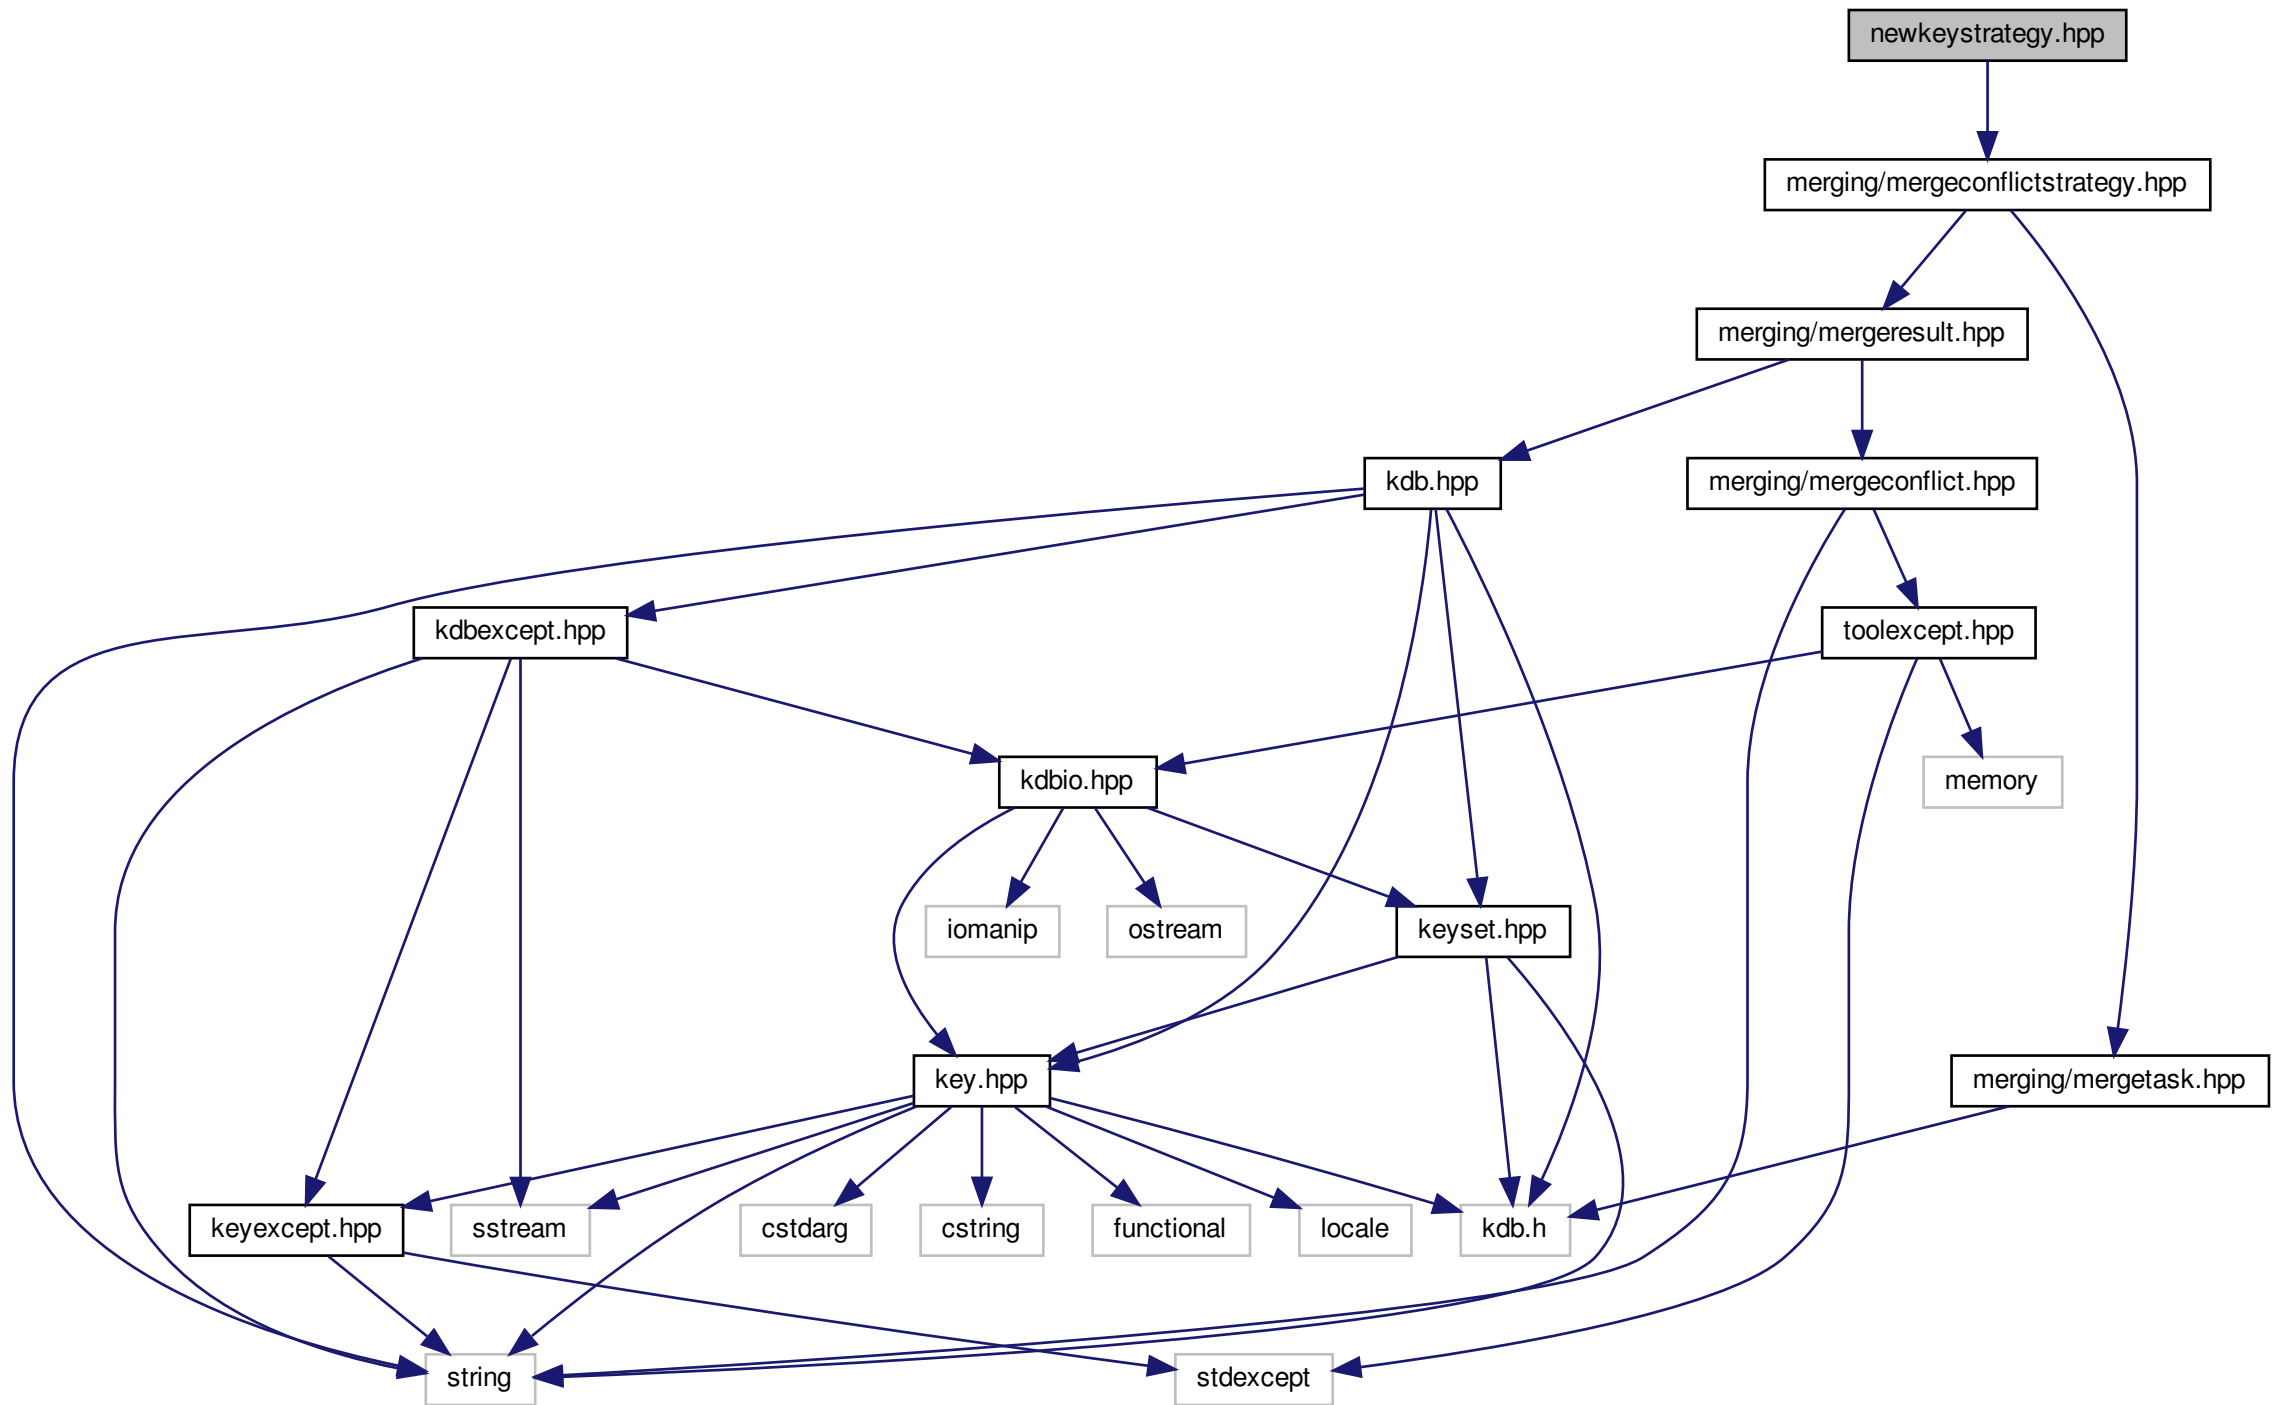 newkeystrategy.hpp
merging/mergeconflictstrategy.hpp
merging/mergeresult.hpp
kdb.hpp
merging/mergeconflict.hpp
kdbexcept.hpp
toolexcept.hpp
kdbio.hpp
memory
iomanip
ostream
keyset.hpp
key.hpp
merging/mergetask.hpp
keyexcept.hpp
sstream
cstdarg
cstring
functional
locale
kdb.h
string
stdexcept